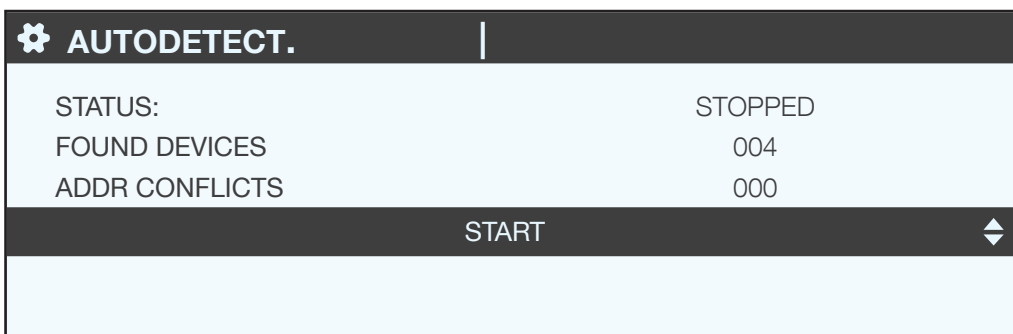 AUTODETECT.
STATUS: STOPPED
FOUND DEVICES 004
ADDR CONFLICTS 000
START